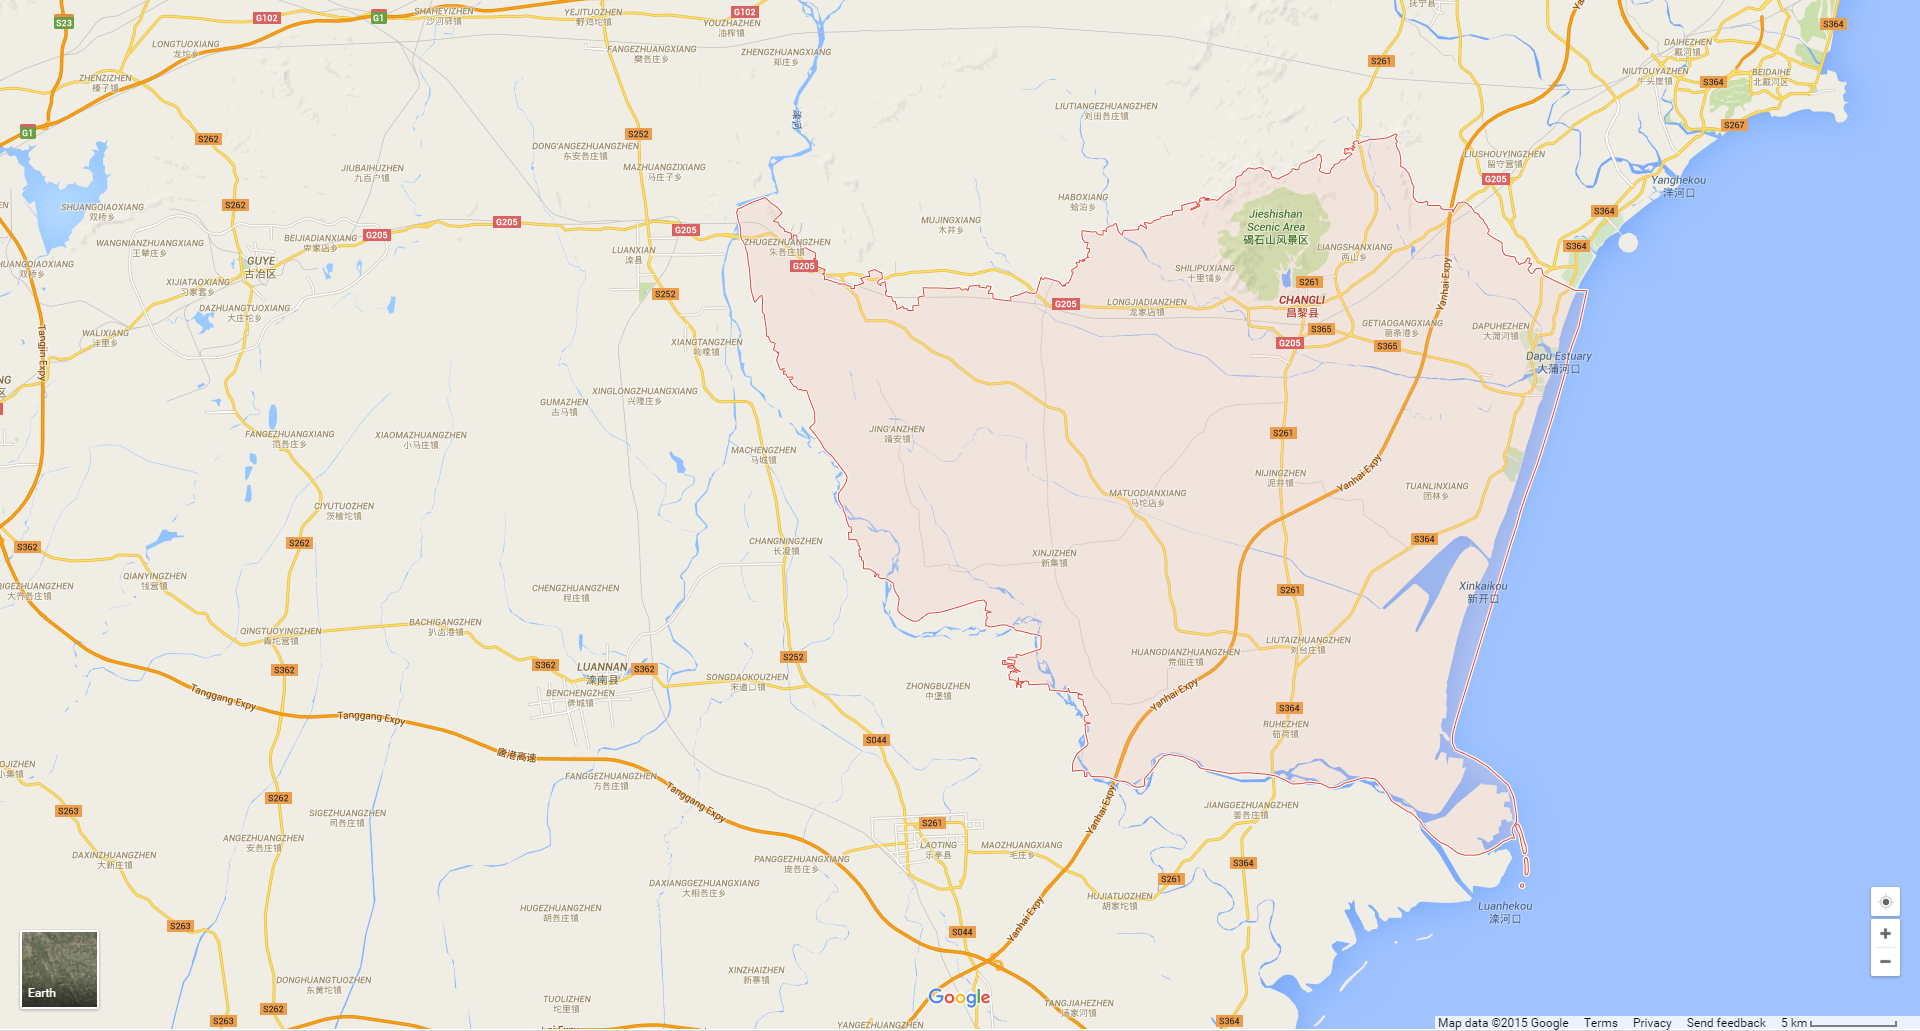 S23
G102
G1
SHAHEYIZHEN
沙河驿镇
YEJITUOZHEN
野鸡坨镇
G102
YOUZHAZHEN
油榨镇
抚宁县
S364
LONGTUOXIANG
龙坨乡
FANGEZHUANGXIANG
樊各庄乡
ZHENGZHUANGXIANG
郑庄乡
S261
DAIHEZHEN
戴河镇
ZHENZIZHEN
榛子镇
NIUTOUYAZHEN
牛头崖镇
S364
BEIDAIHE
北戴河区
G1
S262
S252
滦河
LIUTIANGEZHUANGZHEN
刘田各庄镇
S267
DONG'ANGEZHUANGZHEN
东安各庄镇
JIUBAIHUZHEN
九百户镇
MAZHUANGZIXIANG
马庄子乡
LIUSHOUYINGZHEN
留守营镇
G205
Yanghekou
洋河口
SHUANGQIAOXIANG
双桥乡
S262
HABOXIANG
蛤泊乡
S364
G205
G205
G205
MUJINGXIANG
木井乡
Jieshishan
Scenic Area
碣石山风景区
WANGNIANZHUANGXIANG
王辇庄乡
BEIJIADIANXIANG
卑家店乡
LUANXIAN
滦县
ZHUGEZHUANGZHEN
朱各庄镇
LIANGSHANXIANG
两山乡
S364
HUANGQIAOXIANG
双桥乡
GUYE
古冶区
G205
SHILIPUXIANG
十里铺乡
S261
Yanhai Expy
XIJIATAOXIANG
习家套乡
S252
G205
LONGJIADIANZHEN
龙家店镇
CHANGLI
昌黎县
DAZHUANGTUOXIANG
大庄坨乡
S365
GETIAOGANGXIANG
葛条港乡
DAPUHEZHEN
大蒲河镇
WALIXIANG
洼里乡
Tangjin Expy
XIANGTANGZHEN
响嘡镇
G205
S365
Dapu Estuary
大蒲河口
XINGLONGZHUANGXIANG
兴隆庄乡
GUMAZHEN
古马镇
FANGEZHUANGXIANG
范各庄乡
XIAOMAZHUANGZHEN
小马庄镇
JING'ANZHEN
靖安镇
S261
MACHENGZHEN
马城镇
NIJINGZHEN
泥井镇
Yanhai Expy
MATUODIANXIANG
马坨店乡
TUANLINXIANG
团林乡
CIYUTUOZHEN
茨榆坨镇
S362
S262
CHANGNINGZHEN
长凝镇
XINJIZHEN
新集镇
S364
QIANYINGZHEN
钱营镇
QIGEZHUANGZHEN
大齐各庄镇
CHENGZHUANGZHEN
程庄镇
S261
Xinkaikou
新开口
QINGTUOYINGZHEN
青坨营镇
BACHIGANGZHEN
扒齿港镇
LIUTAIZHUANGZHEN
刘台庄镇
S362
S362
LUANNAN
滦南县
S362
S252
HUANGDIANZHUANGZHEN
荒佃庄镇
SONGDAOKOUZHEN
宋道口镇
ZHONGBUZHEN
中堡镇
BENCHENGZHEN
倴城镇
Tanggang Expy
Tanggang Expy
Yanhai Expy
S364
RUHEZHEN
茹荷镇
唐港高速
S044
OJIZHEN
小集镇
FANGGEZHUANGZHEN
方各庄镇
Tanggang Expy
S263
S262
SIGEZHUANGZHEN
司各庄镇
Yanhai Expy
JIANGGEZHUANGZHEN
姜各庄镇
S261
ANGEZHUANGZHEN
安各庄镇
LAOTING
乐亭县
MAOZHUANGXIANG
毛庄乡
DAXINZHUANGZHEN
大新庄镇
PANGGEZHUANGXIANG
庞各庄乡
S364
DAXIANGGEZHUANGXIANG
大相各庄乡
S261
HUJIATUOZHEN
胡家坨镇
HUGEZHUANGZHEN
胡各庄镇
Luanhekou
滦河口
S263
S044
Yanhai Expy
DONGHUANGTUOZHEN
东黄坨镇
XINZHAIZHEN
新寨镇
Earth
TUOLIZHEN
坨里镇
Google
TANGJIAHEZHEN
汤家河镇
S262
S263
YANGEZHUANGZHEN
S364
Map data ©2015 Google Terms Privacy Send feedback 5 km